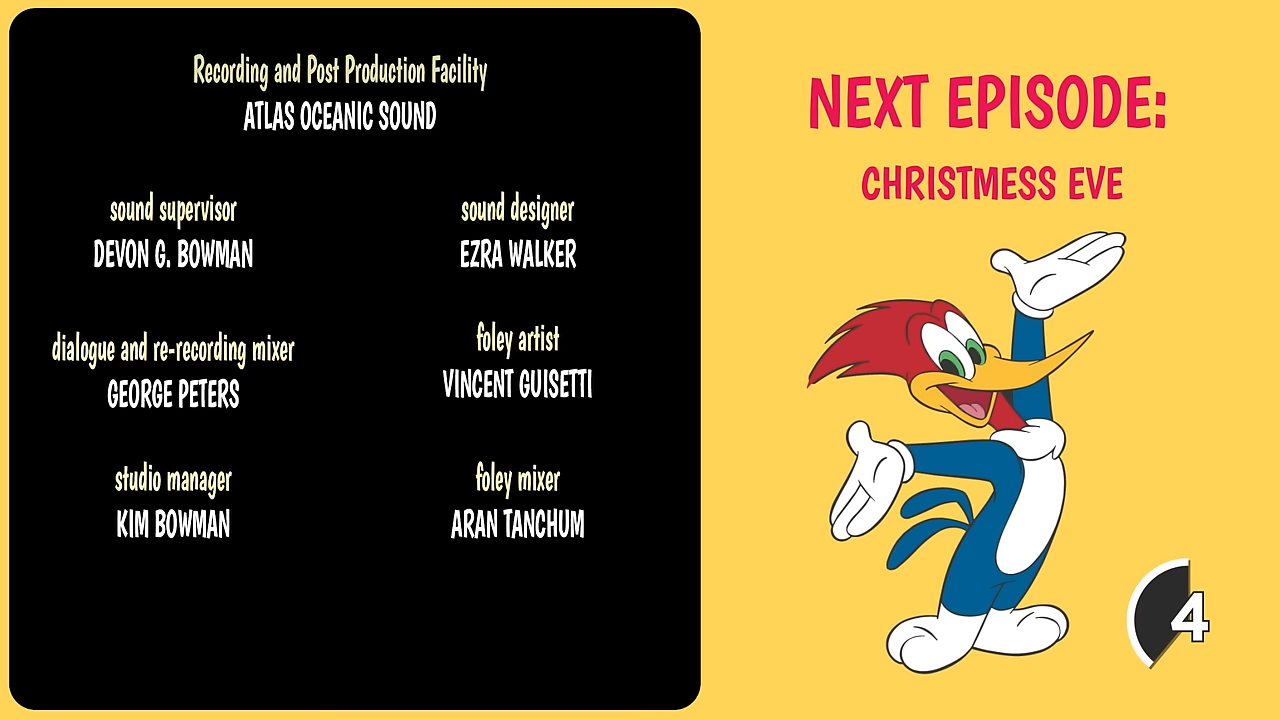 Recording and Post Production Facility
ATLAS OCEANIC SOUND
sound supervisor
DEVON G. BOWMAN
dialogue and re-recording mixer
GEORGE PETERS
studio manager
KIM BOWMAN
sound designer
EZRA WALKER
foley artist
VINCENT GUISETTI
foley mixer
ARAN TANCHUM
NEXT EPISODE:
CHRISTMESS EVE
4